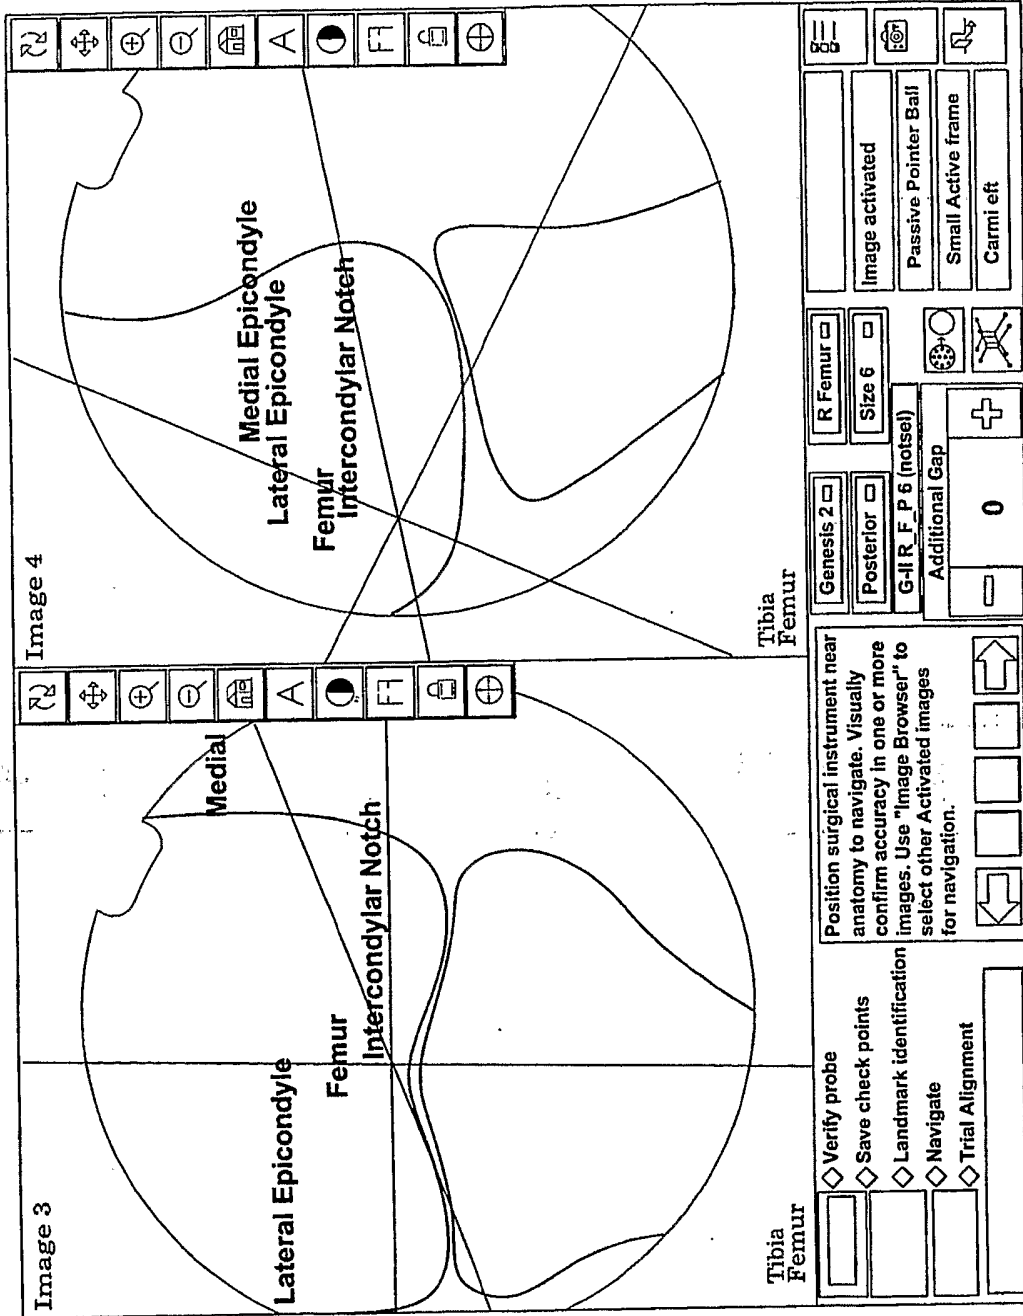 Image 3
Lateral Epicondyle
Femur
Intercondylar Notch
Medial
Tibia
Femur
Image 4
Medial Epicondyle
Lateral Epicondyle
Femur
Intercondylar Notch
Tibia
Femur
Verify probe
Save check points
Landmark identification
Navigate
Trial Alignment
Position surgical instrument near
anatomy to navigate. Visually
confirm accuracy in one or more
images. Use "Image Browser" to
select other Activated images
for navigation.
Genesis 2
R Femur
Posterior
Size 6
G-II R_F_P 6 (notsel)
Additional Gap
0
Image activated
Passive Pointer Ball
Small Active frame
Carmi eft